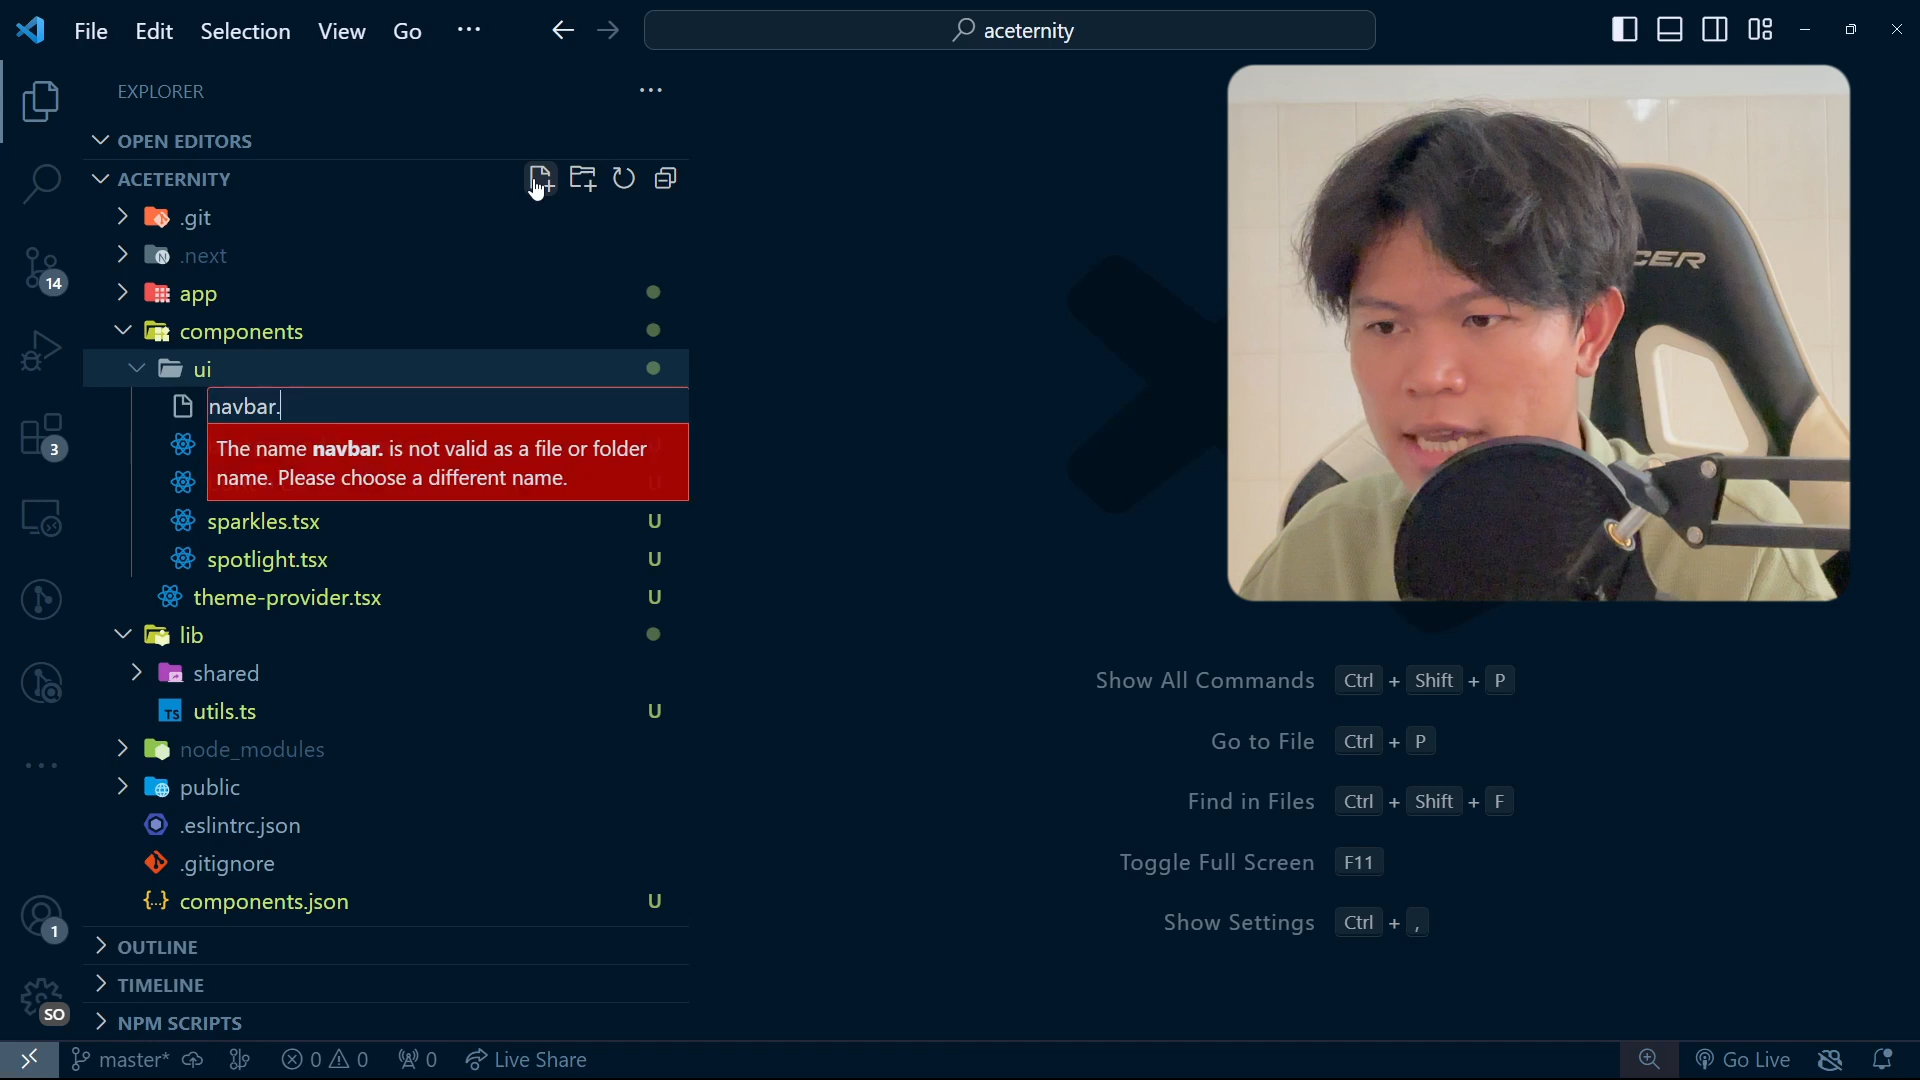 File Edit Selection View Go ···
aceternity
EXPLORER
OPEN EDITORS
ACETERNITY
.git
.next
app
components
ui
navbar.
The name navbar. is not valid as a file or folder
name. Please choose a different name.
sparkles.tsx U
spotlight.tsx U
theme-provider.tsx U
lib
shared
utils.ts U
node_modules
public
.eslintrc.json
.gitignore
components.json U
OUTLINE
TIMELINE
NPM SCRIPTS
14
3
1
SO
CER
Show All Commands Ctrl + Shift + P
Go to File Ctrl + P
Find in Files Ctrl + Shift + F
Toggle Full Screen F11
Show Settings Ctrl + ,
master* 0 0 0 Live Share
Go Live